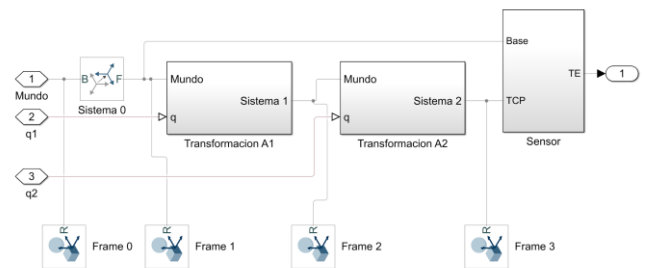 Base
1
B
F
Mundo
TE
1
Mundo
Sistema 0
Mundo
Sistema 1
Sistema 2
TCP
2
q
q
q1
Transformacion A1
Transformacion A2
Sensor
3
q2
R
R
R
R
Frame 0
Frame 1
Frame 2
Frame 3